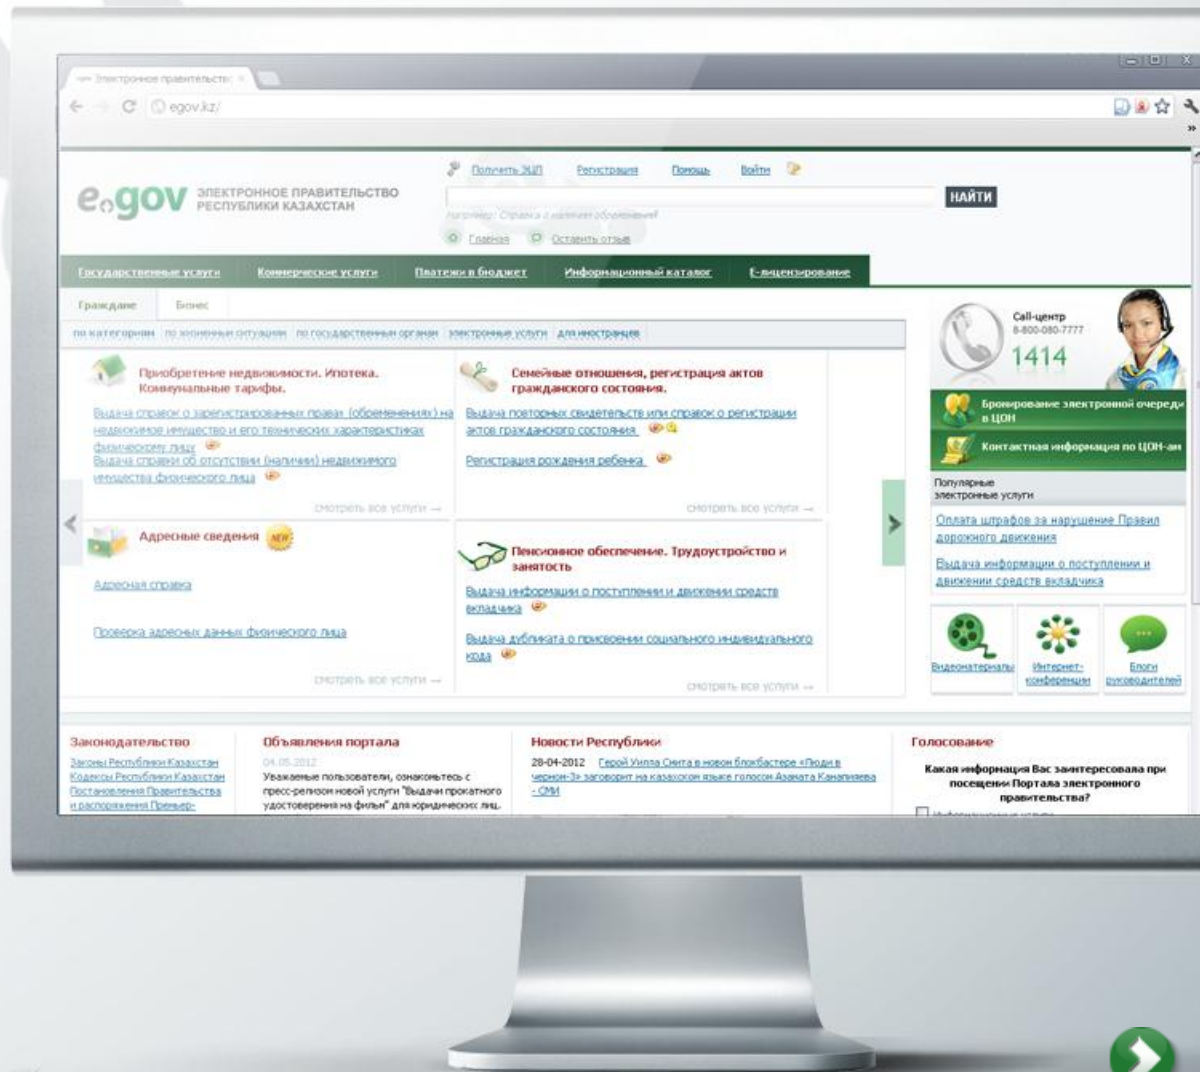 Электронное правительство
egov.kz/
Получить ЭЦП Регистрация Помощь Войти
e.gov ЭЛЕКТРОННОЕ ПРАВИТЕЛЬСТВО
РЕСПУБЛИКИ КАЗАХСТАН
НАЙТИ
Например: Справка о наличии обременений
Главная Оставить отзыв
Государственные услуги Коммерческие услуги Платежи в бюджет Информационный каталог Е-лицензирование
Граждане Бизнес
по категориям по жизненным ситуациям по государственным органам электронные услуги для иностранцев
Приобретение недвижимости. Ипотека.
Коммунальные тарифы.
Выдача справок о зарегистрированных правах (обременениях) на
недвижимое имущество и его технических характеристиках
физическому лицу
Выдача справки об отсутствии (наличии) недвижимого
имущества физического лица
смотреть все услуги →
Семейные отношения, регистрация актов
гражданского состояния.
Выдача повторных свидетельств или справок о регистрации
актов гражданского состояния
Регистрация рождения ребенка
смотреть все услуги →
Адресные сведения NEW
Адресная справка
Проверка адресных данных физического лица
смотреть все услуги →
Пенсионное обеспечение. Трудоустройство и
занятость
Выдача информации о поступлении и движении средств
вкладчика
Выдача дубликата о присвоении социального индивидуального
кода
смотреть все услуги →
Call-центр
8-800-080-7777
1414
Бронирование электронной очереди
в ЦОН
Контактная информация по ЦОН-ам
Популярные
электронные услуги
Оплата штрафов за нарушение Правил
дорожного движения
Выдача информации о поступлении и
движении средств вкладчика
Видеоматериалы
Интернет-
конференции
Блоги
руководителей
Законодательство
Законы Республики Казахстан
Кодексы Республики Казахстан
Постановления Правительства
и распоряжения Премьер-
Объявления портала
04.05.2012
Уважаемые пользователи, ознакомьтесь с
пресс-релизом новой услуги "Выдачи прокатного
удостоверения на фильм" для юридических лиц.
Новости Республики
28-04-2012 Герой Уилла Смита в новом блокбастере «Люди в
черном-3» заговорит на казахском языке голосом Азамата Канапияева
- СМИ
Голосование
Какая информация Вас заинтересовала при
посещении Портала электронного
правительства?